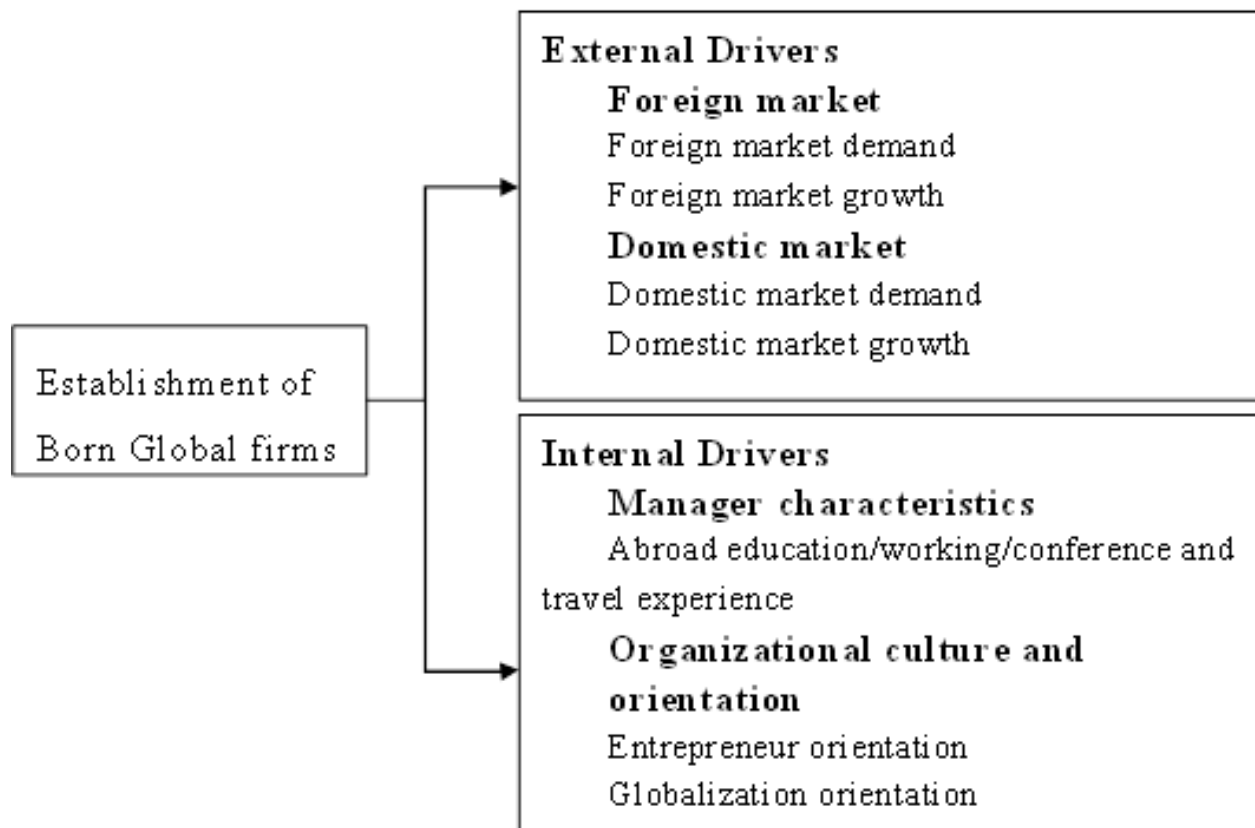 Establishment of
Born Global firms
External Drivers
Foreign market
Foreign market demand
Foreign market growth
Domestic market
Domestic market demand
Domestic market growth
Internal Drivers
Manager characteristics
Abroad education/working/conference and
travel experience
Organizational culture and
orientation
Entrepreneur orientation
Globalization orientation